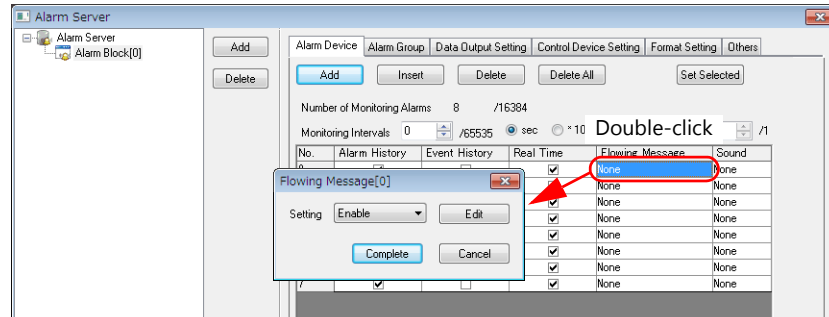 Alarm Server
Alarm Server
Alarm Block[0]
Add
Delete
Alarm Device Alarm Group Data Output Setting Control Device Setting Format Setting Others
Add Insert Delete Delete All Set Selected
Number of Monitoring Alarms 8 /16384
Monitoring Intervals 0 /65535 sec * 10 Double-click /1
No. Alarm History Event History Real Time Flowing Message Sound
None None
None None
None None
None None
None None
None None
None None
7 None None
Flowing Message[0]
Setting Enable Edit
Complete Cancel